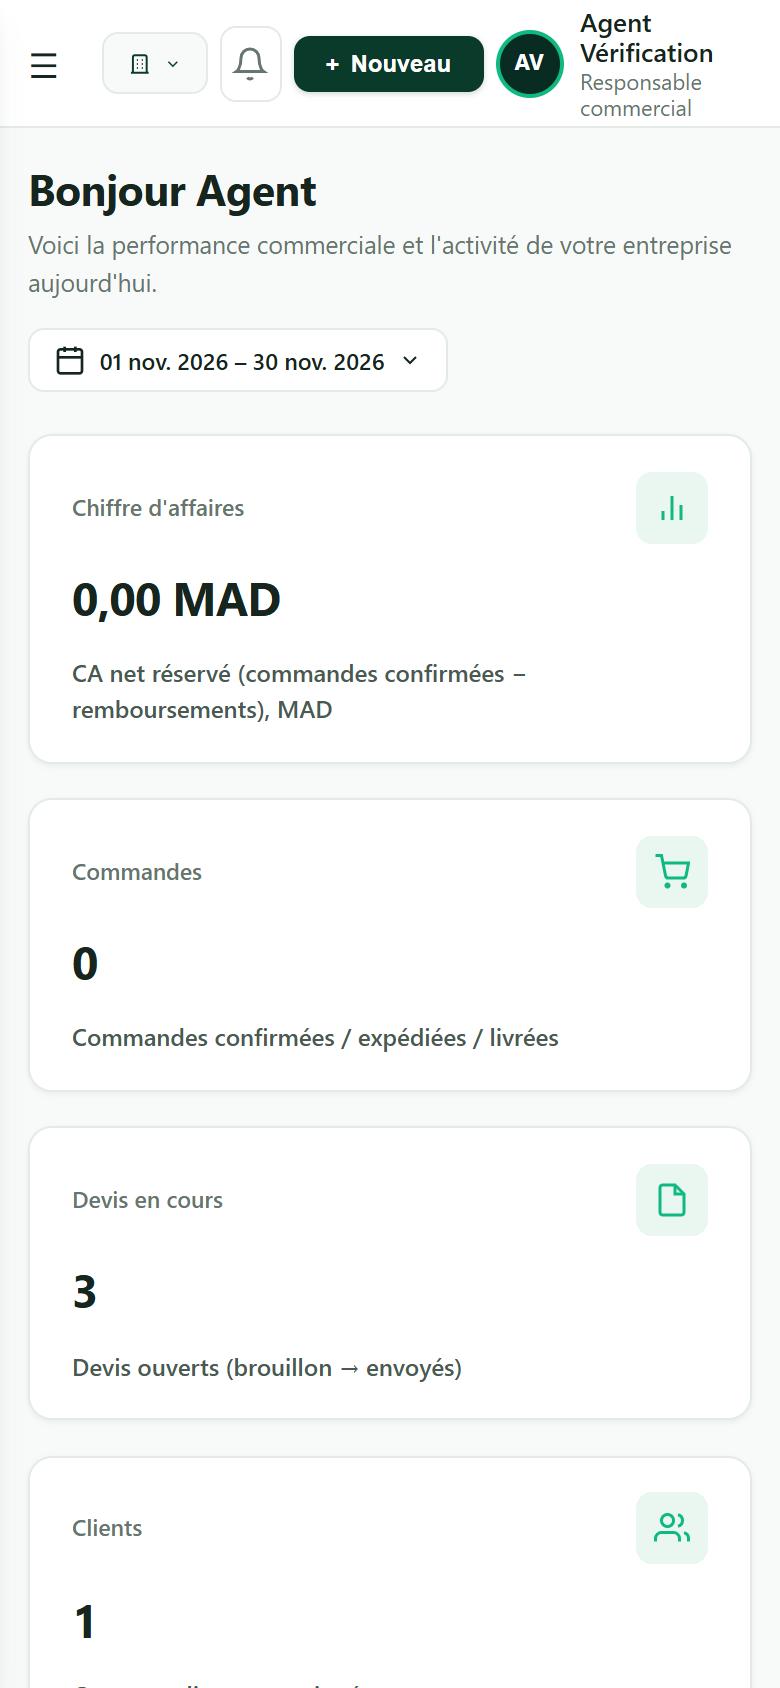 + Nouveau
AV
Agent
Vérification
Responsable
commercial
Bonjour Agent
Voici la performance commerciale et l'activité de votre entreprise
aujourd'hui.
01 nov. 2026 – 30 nov. 2026
Chiffre d'affaires
0,00 MAD
CA net réservé (commandes confirmées −
remboursements), MAD
Commandes
0
Commandes confirmées / expédiées / livrées
Devis en cours
3
Devis ouverts (brouillon → envoyés)
Clients
1